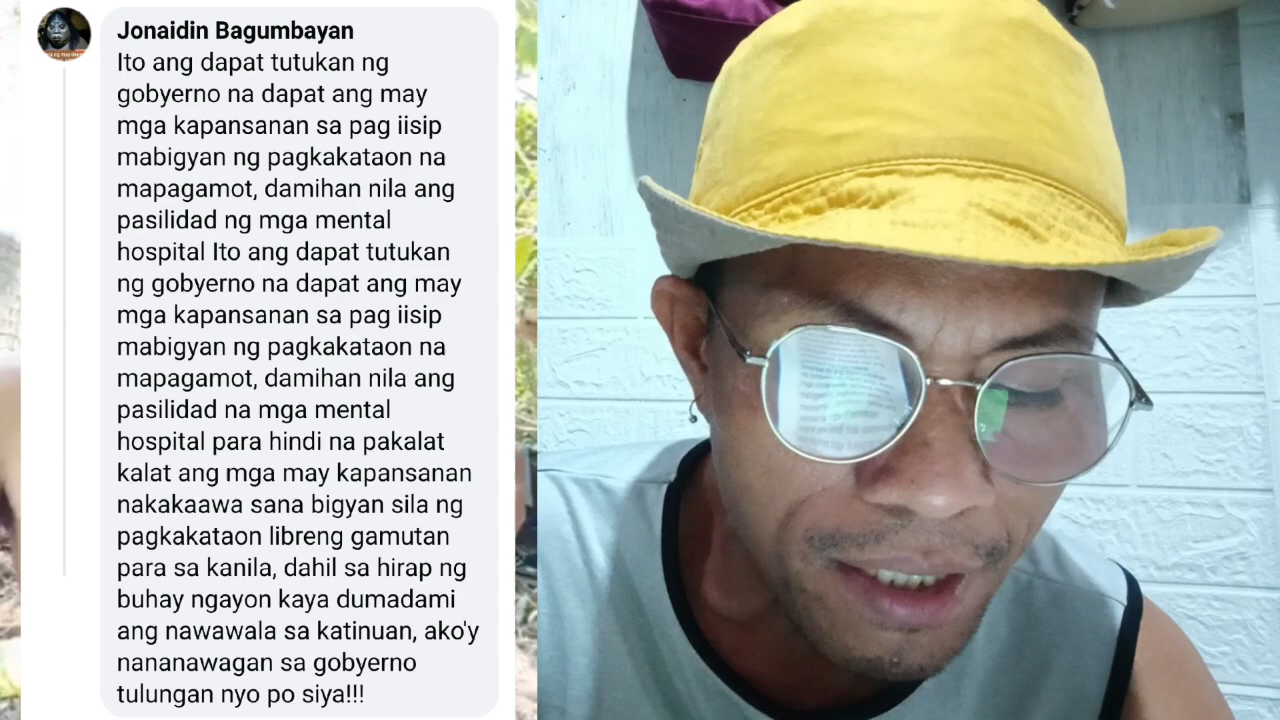 Jonaidin Bagumbayan
Ito ang dapat tutukan ng
gobyerno na dapat ang may
mga kapansanan sa pag iisip
mabigyan ng pagkakataon na
mapagamot, damihan nila ang
pasilidad ng mga mental
hospital Ito ang dapat tutukan
ng gobyerno na dapat ang may
mga kapansanan sa pag iisip
mabigyan ng pagkakataon na
mapagamot, damihan nila ang
pasilidad na mga mental
hospital para hindi na pakalat
kalat ang mga may kapansanan
nakakaawa sana bigyan sila ng
pagkakataon libreng gamutan
para sa kanila, dahil sa hirap ng
buhay ngayon kaya dumadami
ang nawawala sa katinuan, ako'y
nananawagan sa gobyerno
tulungan nyo po siya!!!